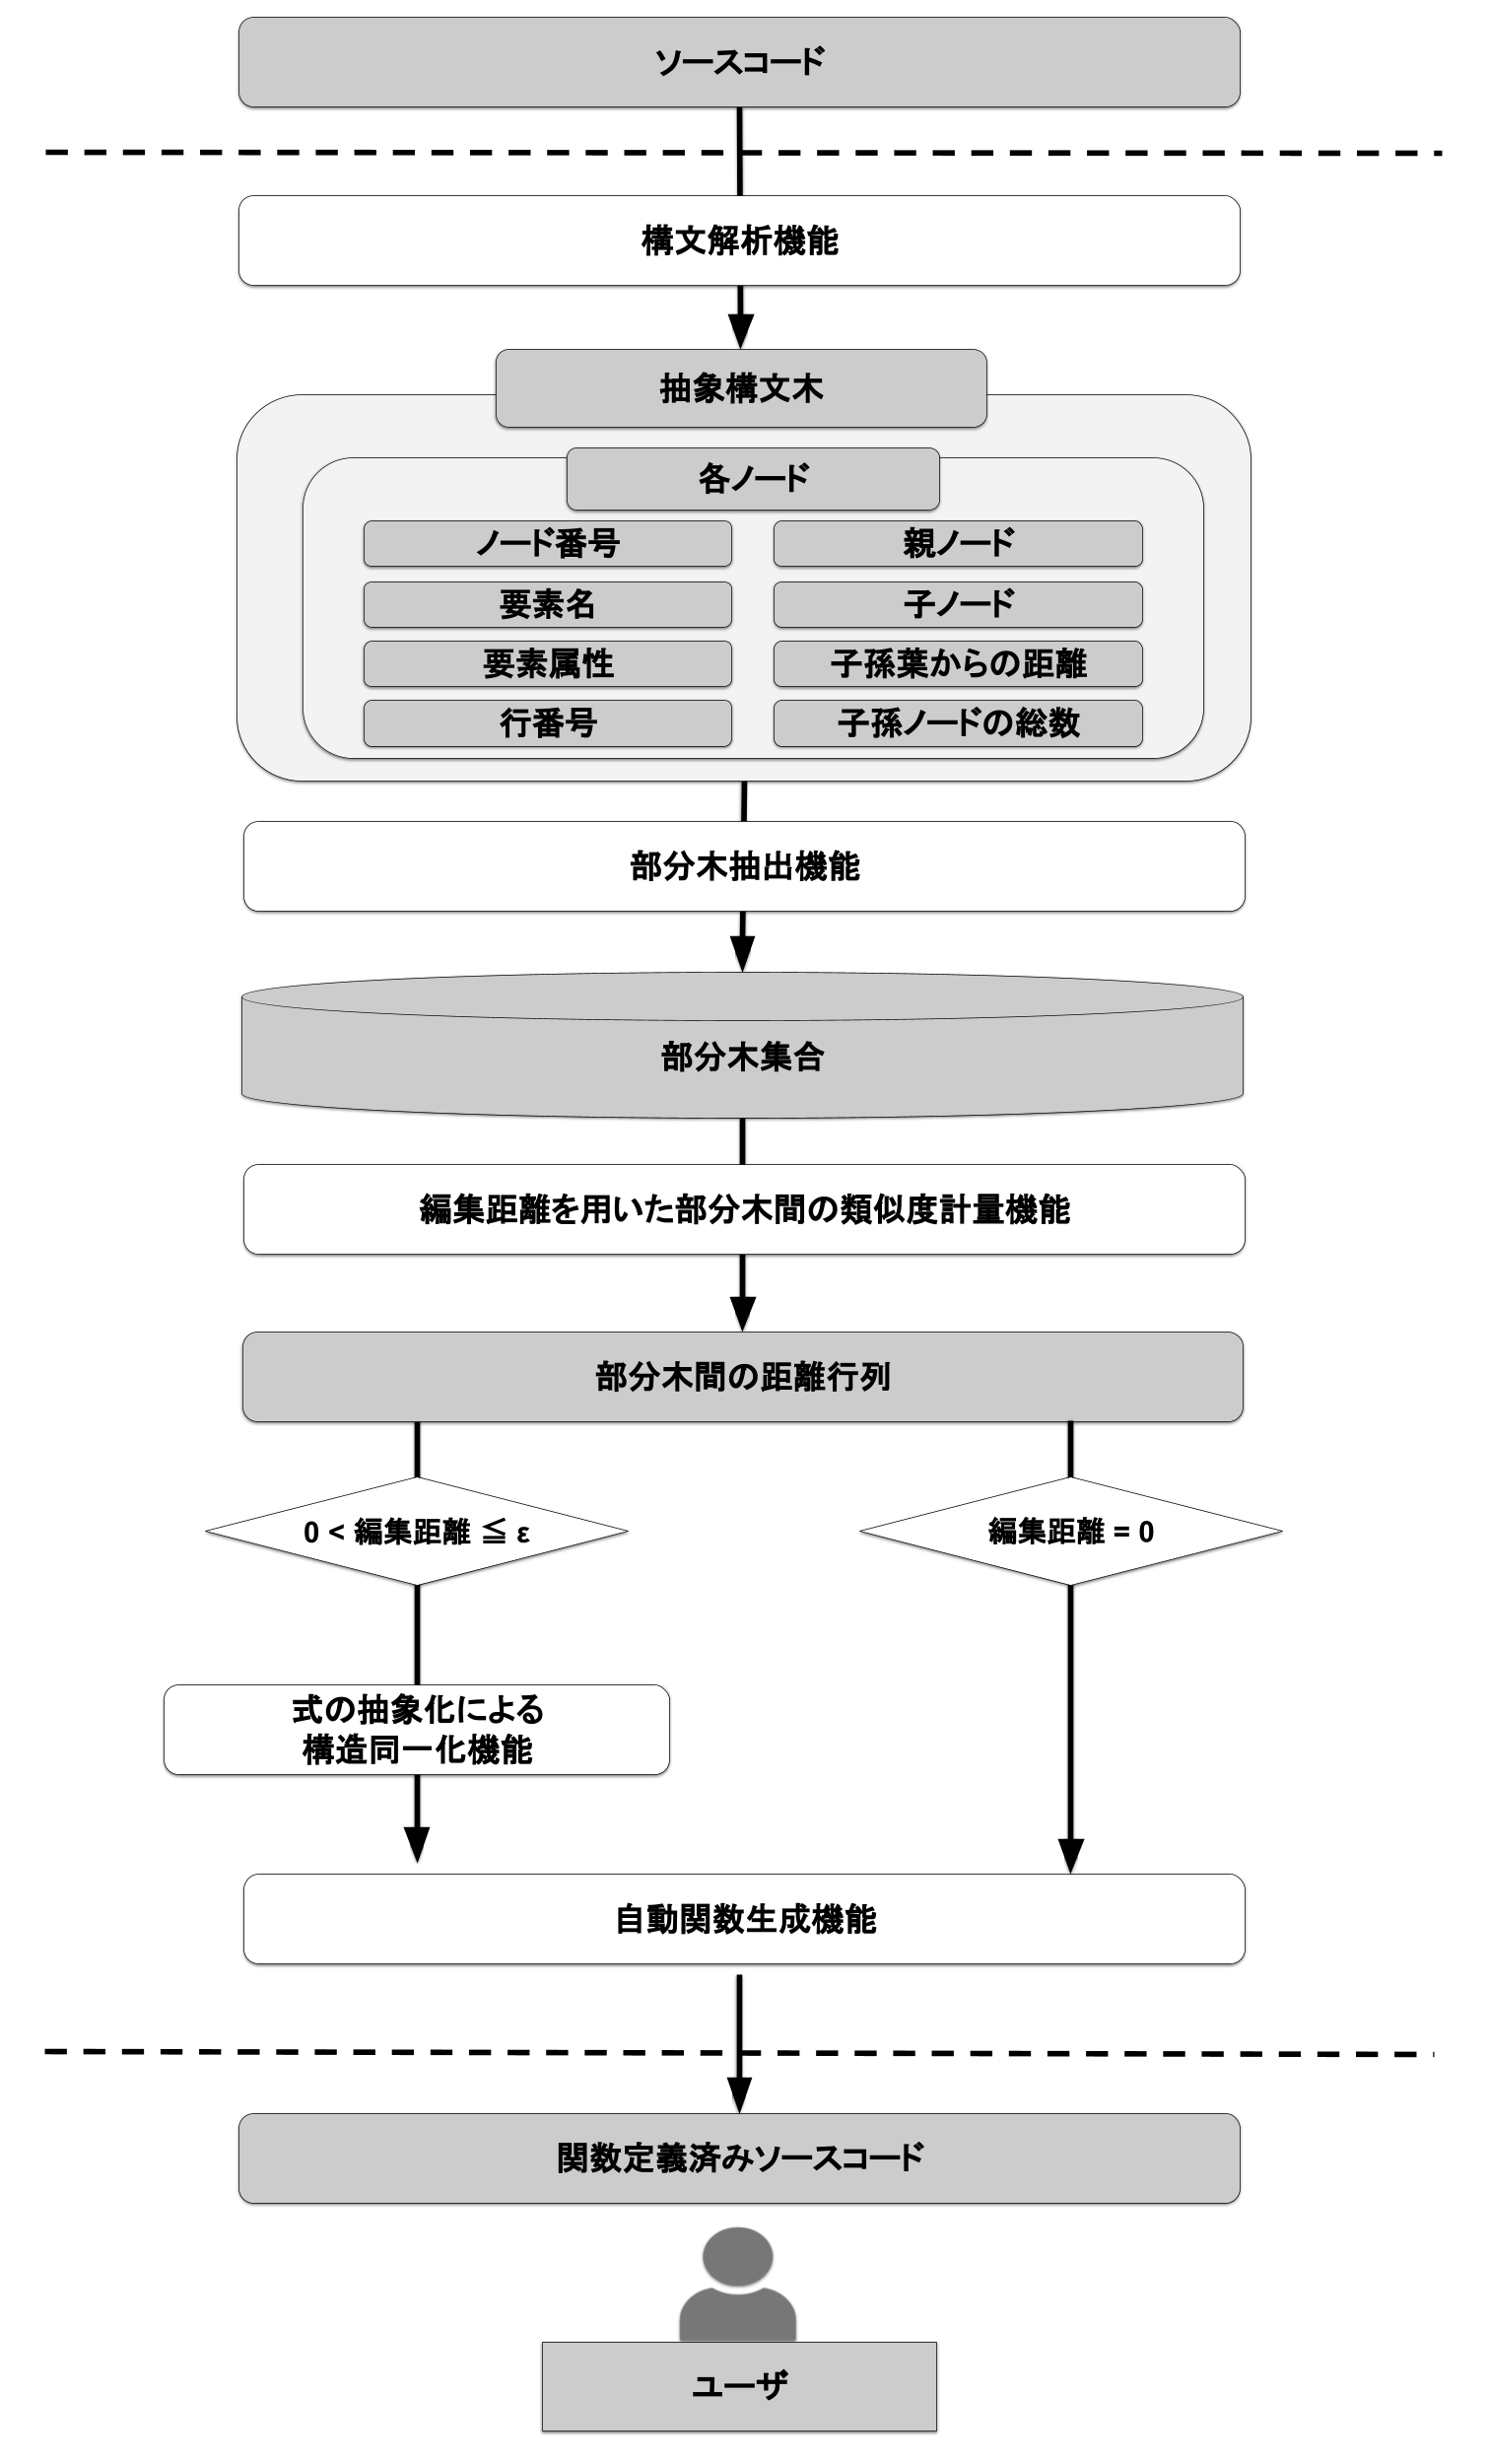 ソースコード
構文解析機能
抽象構文木
各ノード
ノード番号
親ノード
要素名
子ノード
要素属性
子孫葉からの距離
行番号
子孫ノードの総数
部分木抽出機能
部分木集合
編集距離を用いた部分木間の類似度計量機能
部分木間の距離行列
0 < 編集距離 ≦ ε
編集距離 = 0
式の抽象化による
構造同一化機能
自動関数生成機能
関数定義済みソースコード
ユーザ